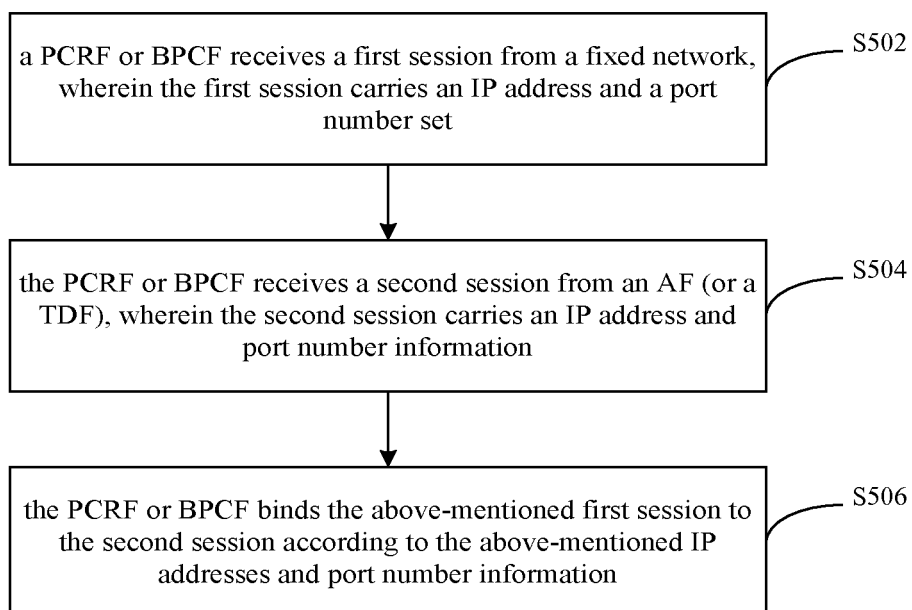 a PCRF or BPCF receives a first session from a fixed network,
wherein the first session carries an IP address and a port
number set
S502
the PCRF or BPCF receives a second session from an AF (or a
TDF), wherein the second session carries an IP address and
port number information
S504
the PCRF or BPCF binds the above-mentioned first session to
the second session according to the above-mentioned IP
addresses and port number information
S506